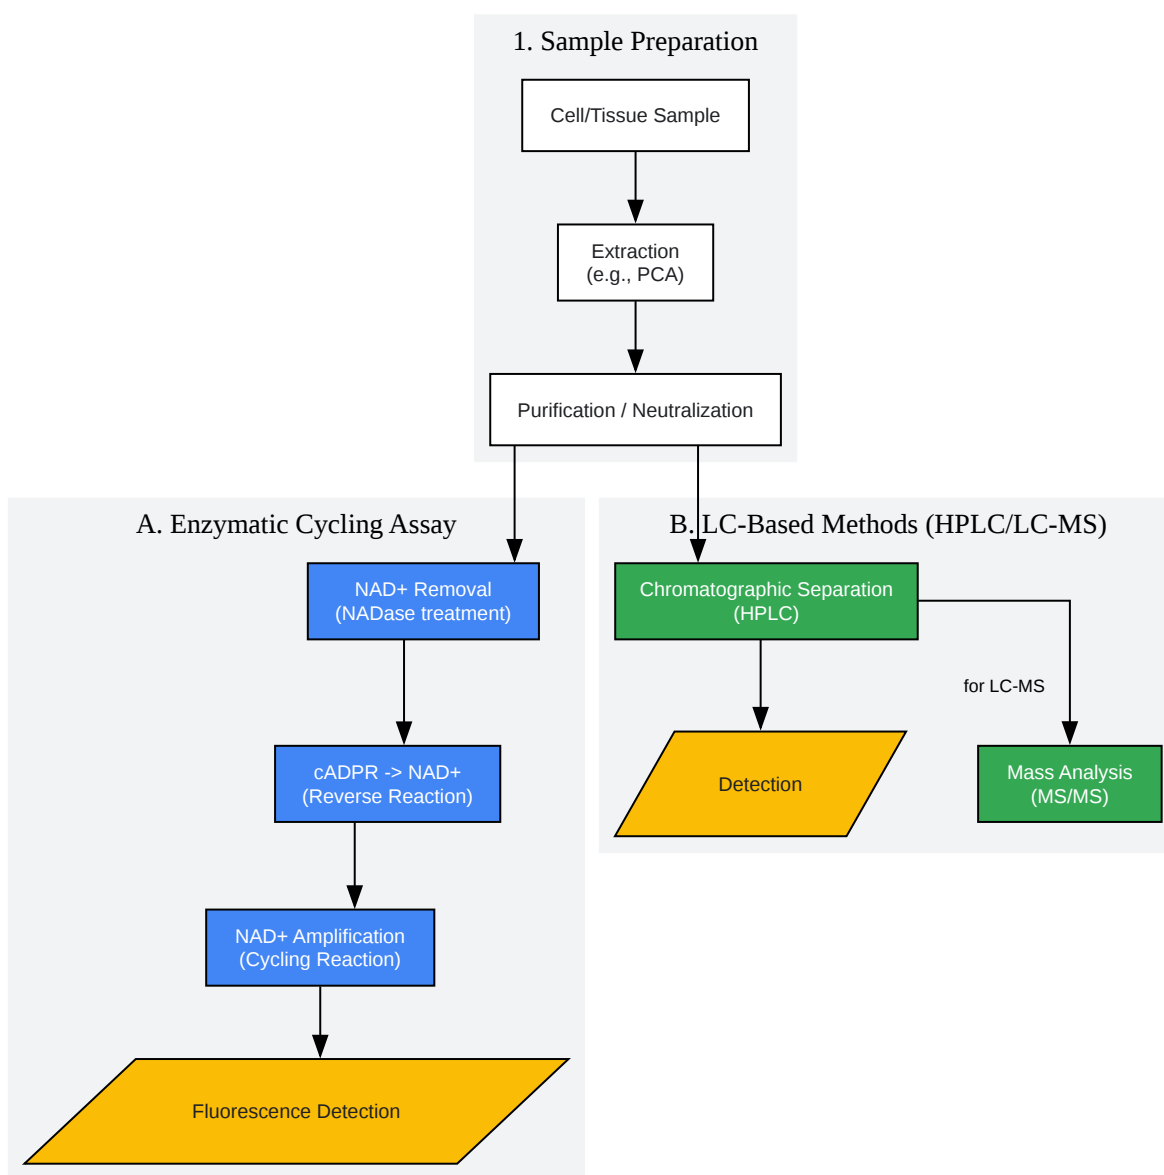 1. Sample Preparation
Cell/Tissue Sample
Extraction
(e.g., PCA)
Purification / Neutralization
A. Enzymatic Cycling Assay
NAD+ Removal
(NADase treatment)
cADPR -> NAD+
(Reverse Reaction)
NAD+ Amplification
(Cycling Reaction)
Fluorescence Detection
B. LC-Based Methods (HPLC/LC-MS)
Chromatographic Separation
(HPLC)
for LC-MS
Detection
Mass Analysis
(MS/MS)